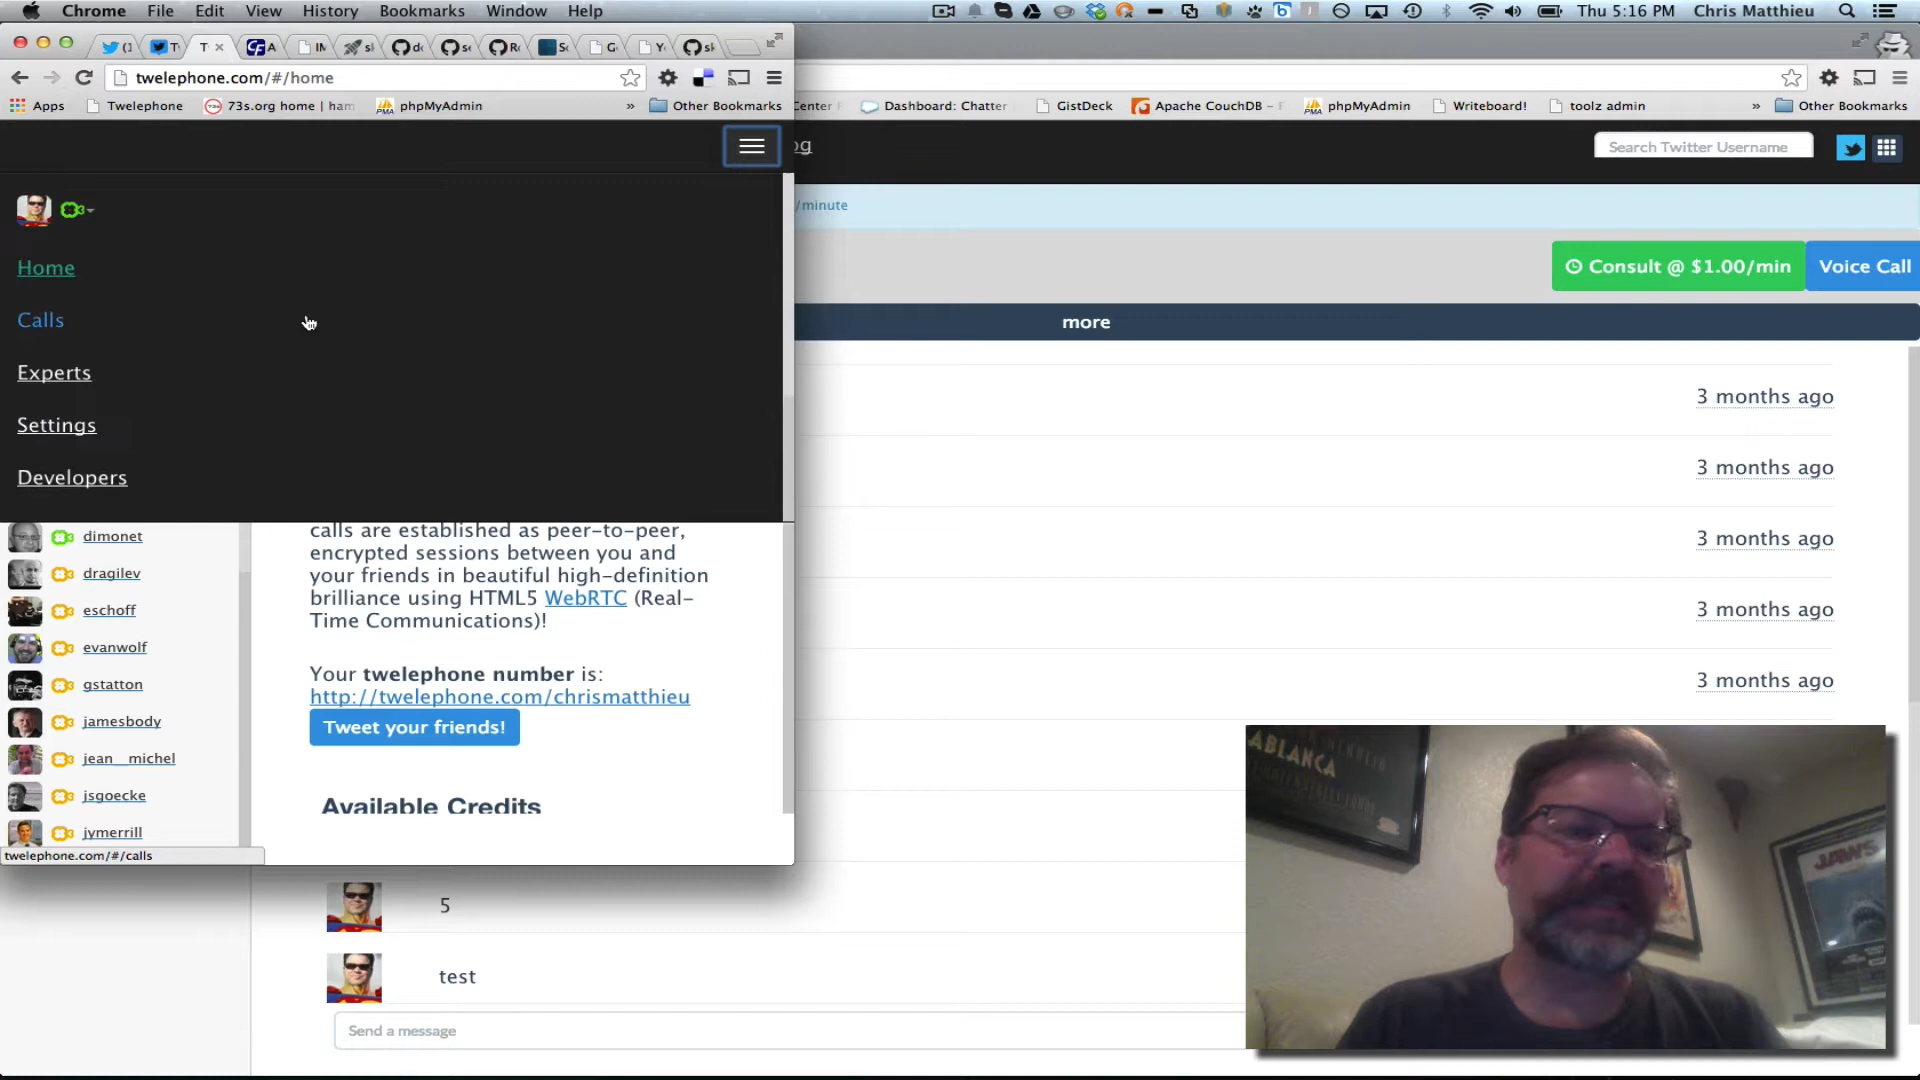 Chrome File Edit View History Bookmarks Window Help
Thu 5:16 PM Chris Matthieu
twelephone.com/#/home
Apps Twelephone 73s.org home | ham phpMyAdmin » Other Bookmarks
Center F Dashboard: Chatter GistDeck Apache CouchDB – F phpMyAdmin Writeboard! toolz admin » Other Bookmarks
og
Search Twitter Username
/minute
Home
Consult @ $1.00/min Voice Call
Calls
more
Experts
3 months ago
Settings
3 months ago
Developers
3 months ago
3 months ago
3 months ago
dimonet
dragilev
eschoff
evanwolf
gstatton
jamesbody
jean__michel
jsgoecke
jymerrill
twelephone.com/#/calls
calls are established as peer-to-peer,
encrypted sessions between you and
your friends in beautiful high-definition
brilliance using HTML5 WebRTC (Real-
Time Communications)!
Your twelephone number is:
http://twelephone.com/chrismatthieu
Tweet your friends!
Available Credits
5
test
Send a message
ABLANCA
JAWS